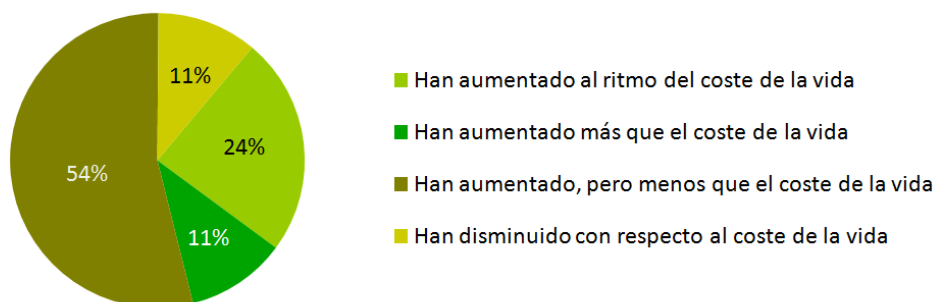 11%
24%
54%
11%
Han aumentado al ritmo del coste de la vida
Han aumentado más que el coste de la vida
Han aumentado, pero menos que el coste de la vida
Han disminuido con respecto al coste de la vida